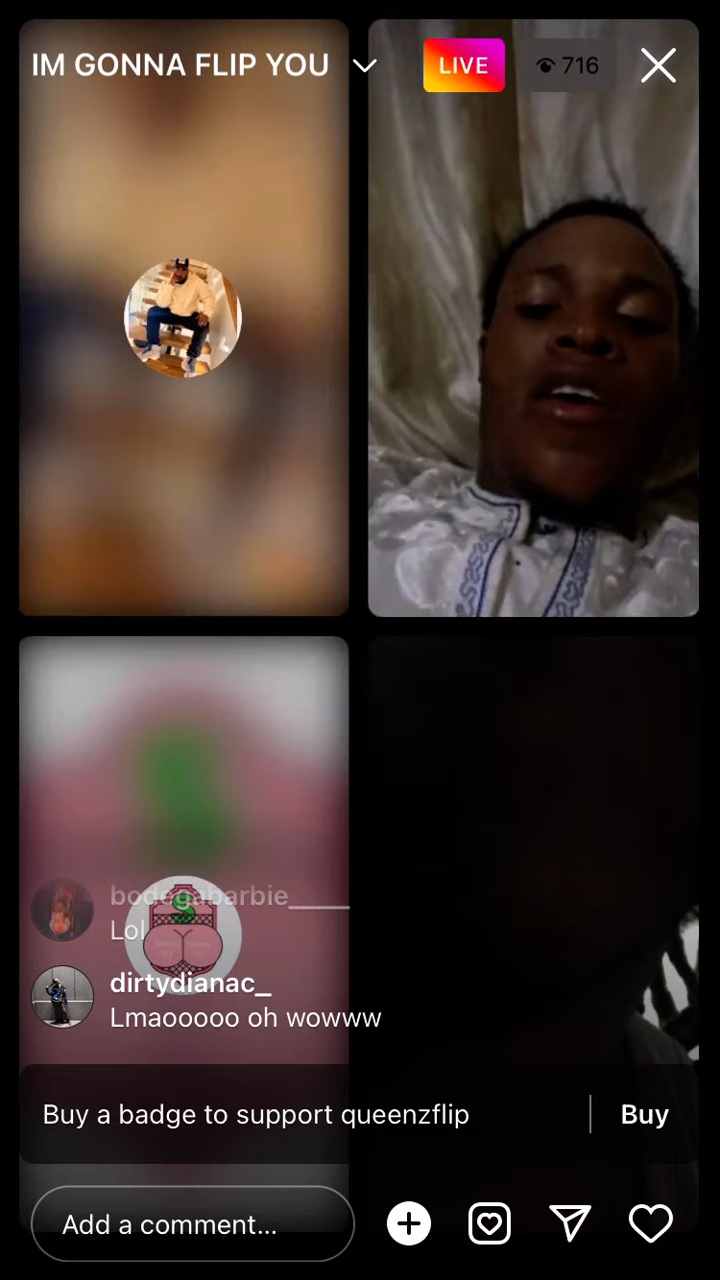 IM GONNA FLIP YOU
LIVE
716
bodegabarbie_____
Lol
dirtydianac_
Lmaooooo oh wowww
Buy a badge to support queenzflip
Buy
Add a comment...